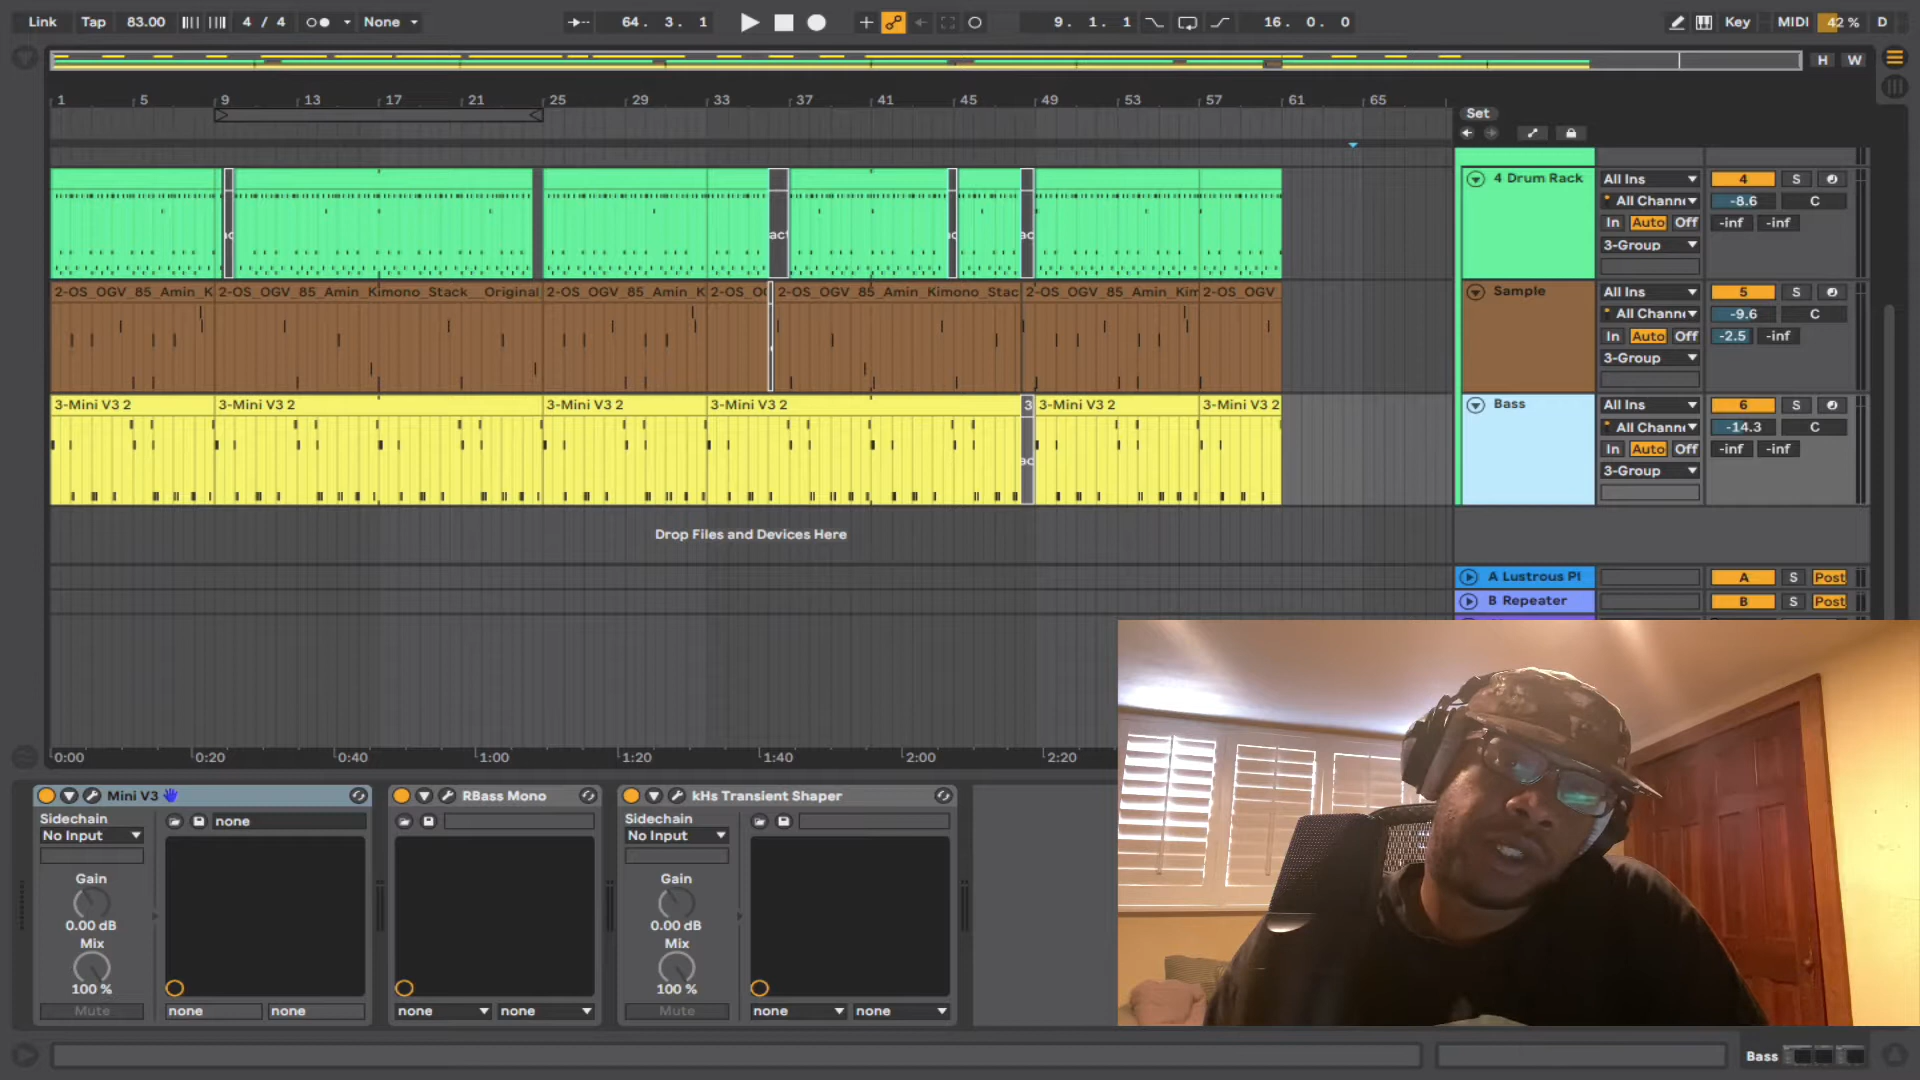 Link Tap 83.00 4 / 4 None 64. 3. 1 9. 1. 1 16. 0. 0 Key MIDI 42 % D
H W
1 5 9 13 17 21 25 29 33 37 41 45 49 53 57 61 65
Set
4 Drum Rack All Ins 4 S
All Chann -8.6 C
In Auto Off -inf -inf
3-Group
2-OS_OGV_85_Amin_K 2-OS_OGV_85_Amin_Kimono_Stack__Original 2-OS_OGV_85_Amin_K 2-OS_OG 2-OS_OGV_85_Amin_Kimono_Stac 2-OS_OGV_85_Amin_Kim 2-OS_OGV
Sample All Ins 5 S
All Chann -9.6 C
In Auto Off -2.5 -inf
3-Group
3-Mini V3 2 3-Mini V3 2 3-Mini V3 2 3-Mini V3 2 3 3-Mini V3 2 3-Mini V3 2
Bass All Ins 6 S
All Chann -14.3 C
In Auto Off -inf -inf
3-Group
Drop Files and Devices Here
A Lustrous Pl A S Post
B Repeater B S Post
0:00 0:20 0:40 1:00 1:20 1:40 2:00 2:20
Mini V3 RBass Mono kHs Transient Shaper
Sidechain none Sidechain
No Input No Input
Gain Gain
0.00 dB 0.00 dB
Mix Mix
100 % 100 %
Mute none none none none Mute none none
Bass